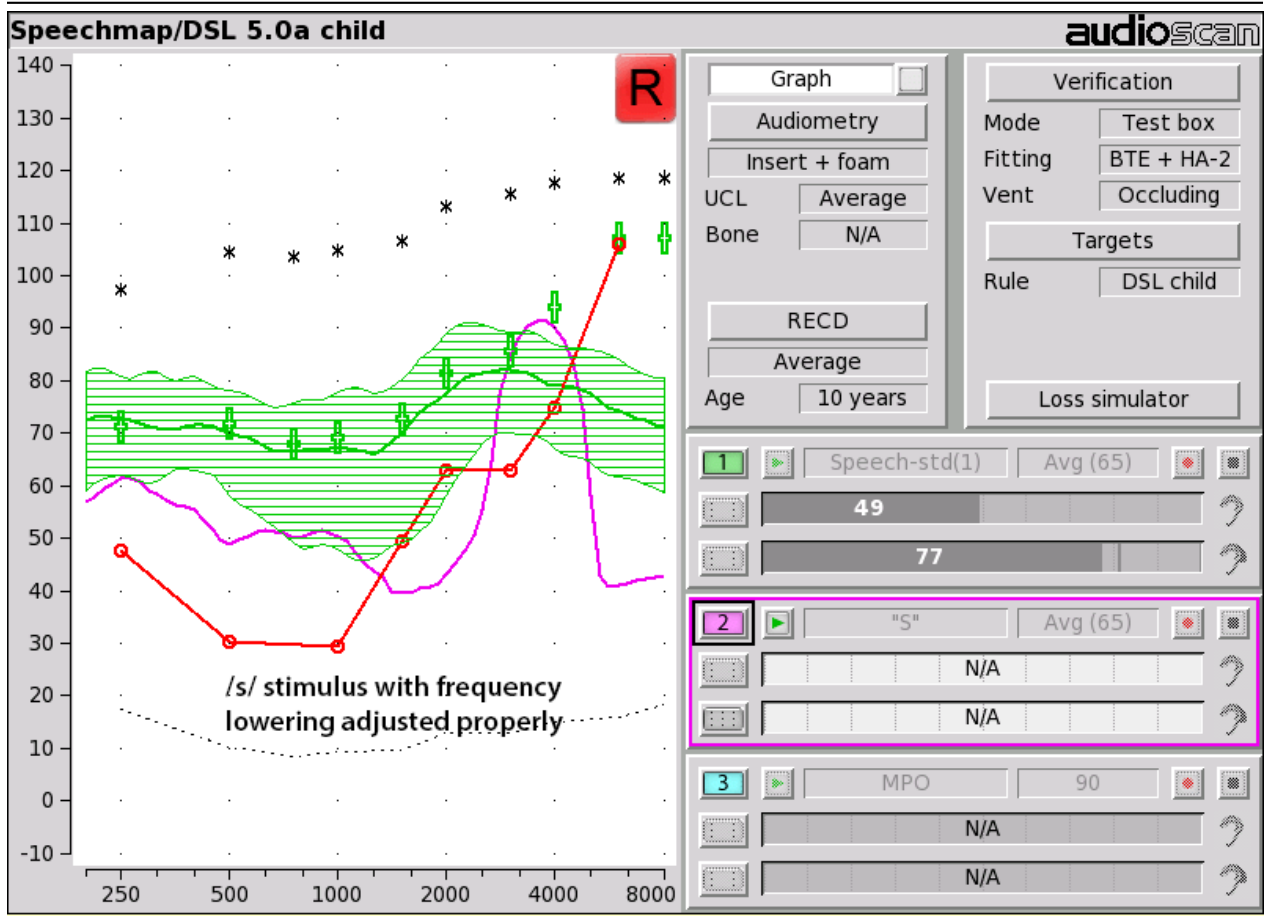 Speechmap/DSL 5.0a child
audioscan
140
130
120
110
100
90
80
70
60
50
40
30
20
10
0
-10
R
/s/ stimulus with frequency
lowering adjusted properly
250 500 1000 2000 4000 8000
Graph
Audiometry
Insert + foam
UCL Average
Bone N/A
RECD
Average
Age 10 years
Verification
Mode Test box
Fitting BTE + HA-2
Vent Occluding
Targets
Rule DSL child
Loss simulator
1 Speech-std(1) Avg (65)
49
77
2 "S" Avg (65)
N/A
N/A
3 MPO 90
N/A
N/A